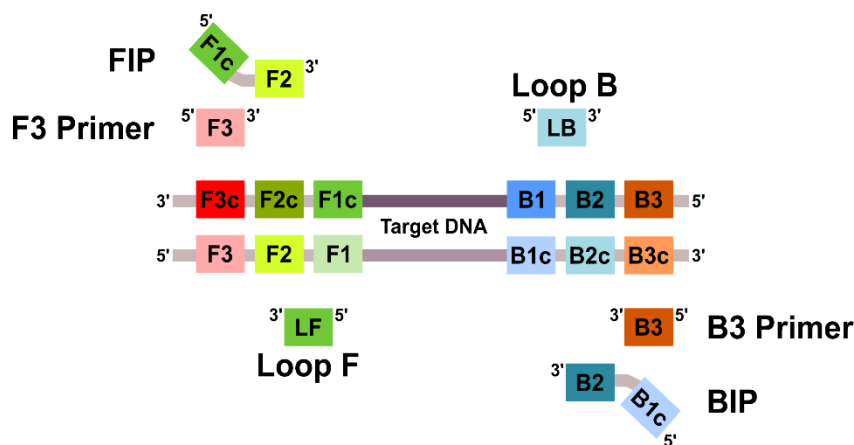 FIP
5'
F1c
F2
3'
F3 Primer
5'
F3
3'
Loop B
5'
LB
3'
3'
F3c
F2c
F1c
B1
B2
B3
5'
Target DNA
5'
F3
F2
F1
B1c
B2c
B3c
3'
3'
LF
5'
Loop F
3'
B3
5'
B3 Primer
3'
B2
B1c
5'
BIP